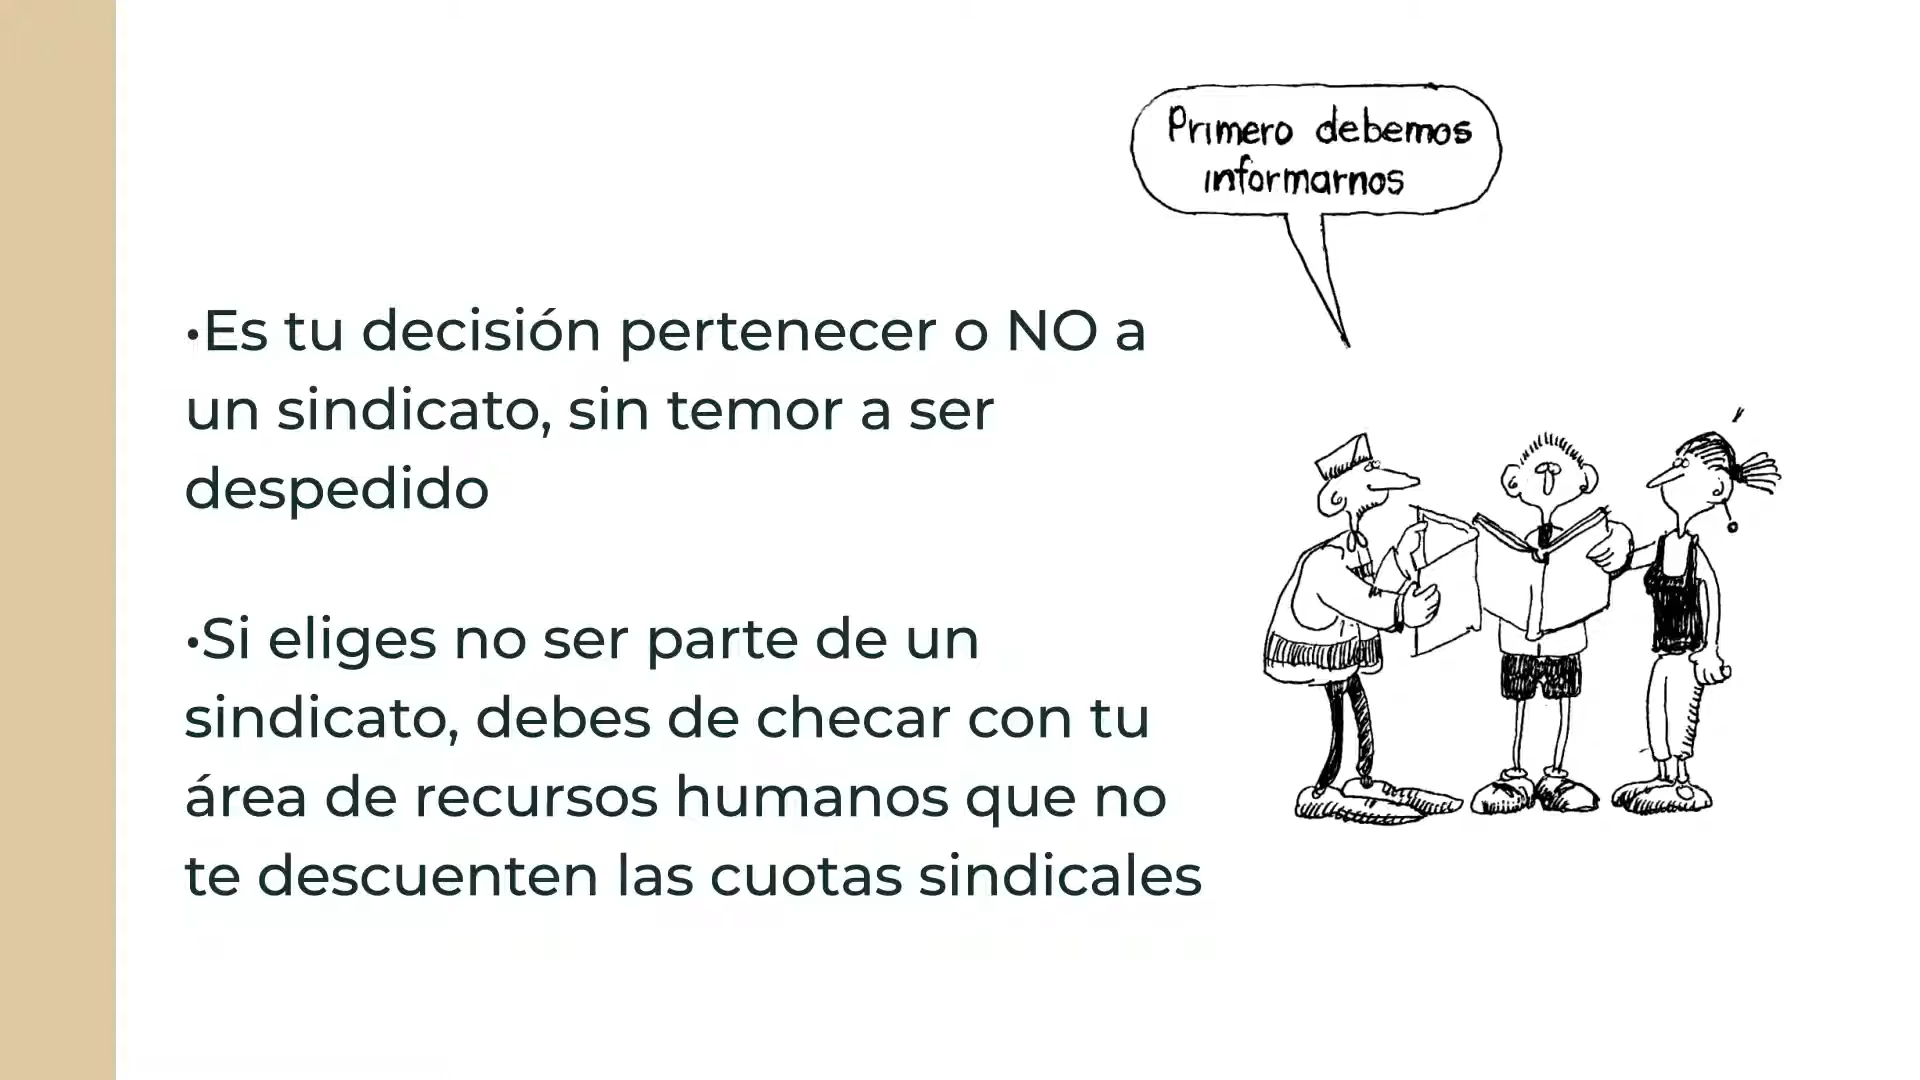 Primero debemos
informarnos
•Es tu decisión pertenecer o NO a
un sindicato, sin temor a ser
despedido
•Si eliges no ser parte de un
sindicato, debes de checar con tu
área de recursos humanos que no
te descuenten las cuotas sindicales